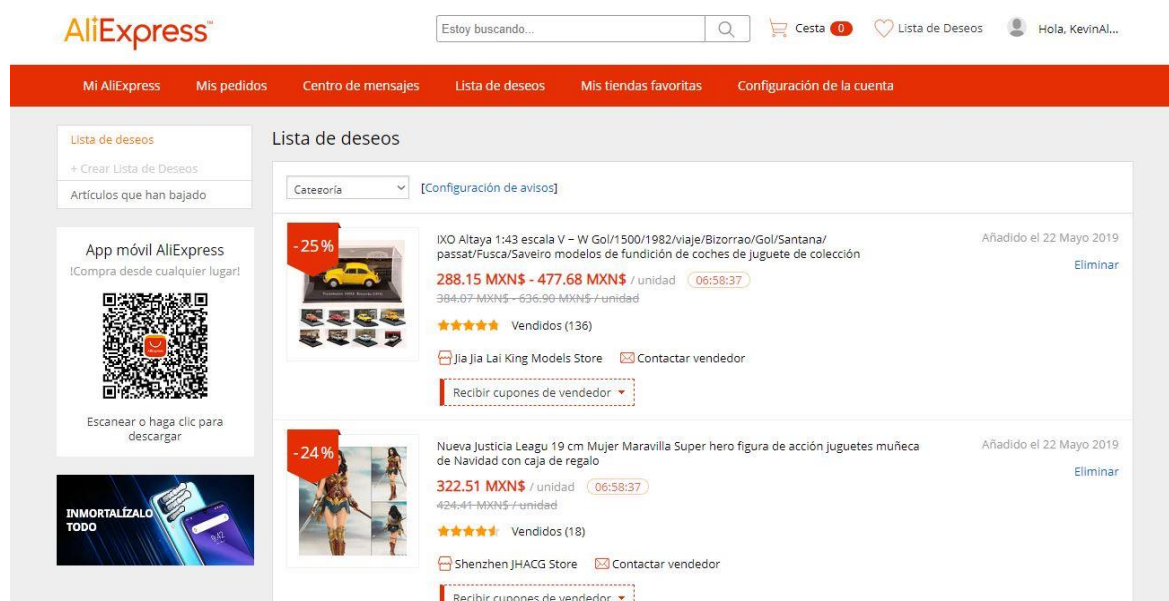 AliExpress™
Estoy buscando...
Cesta 0
Lista de Deseos
Hola, KevinAl...
Mi AliExpress Mis pedidos Centro de mensajes Lista de deseos Mis tiendas favoritas Configuración de la cuenta
Lista de deseos
+ Crear Lista de Deseos
Artículos que han bajado
App móvil AliExpress
!Compra desde cualquier lugar!
Escanear o haga clic para
descargar
INMORTALÍZALO
TODO
9:42
Lista de deseos
Categoría [Configuración de avisos]
-25%
IXO Altaya 1:43 escala V – W Gol/1500/1982/viaje/Bizorrao/Gol/Santana/
passat/Fusca/Saveiro modelos de fundición de coches de juguete de colección
288.15 MXN$ - 477.68 MXN$ / unidad 06:58:37
384.07 MXN$ - 636.90 MXN$ / unidad
Vendidos (136)
Jia Jia Lai King Models Store Contactar vendedor
Recibir cupones de vendedor
Añadido el 22 Mayo 2019
Eliminar
-24%
Nueva Justicia Leagu 19 cm Mujer Maravilla Super hero figura de acción juguetes muñeca
de Navidad con caja de regalo
322.51 MXN$ / unidad 06:58:37
424.41 MXN$ / unidad
Vendidos (18)
Shenzhen JHACG Store Contactar vendedor
Recibir cupones de vendedor
Añadido el 22 Mayo 2019
Eliminar